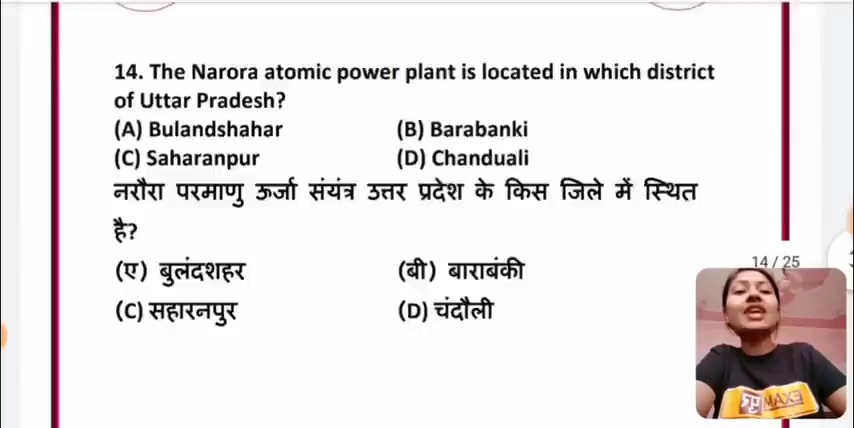 14. The Narora atomic power plant is located in which district
of Uttar Pradesh?
(A) Bulandshahar (B) Barabanki
(C) Saharanpur (D) Chanduali
नरौरा परमाणु ऊर्जा संयंत्र उत्तर प्रदेश के किस जिले में स्थित
है?
(ए) बुलंदशहर (बी) बाराबंकी
(C) सहारनपुर (D) चंदौली
14 / 25